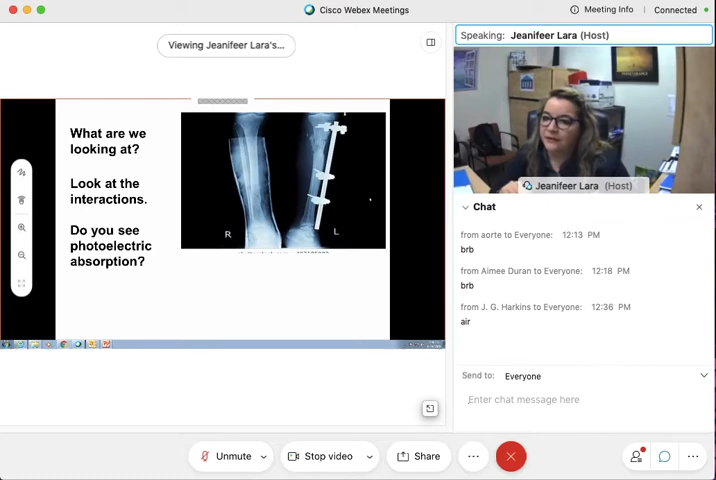 Cisco Webex Meetings
Meeting Info
Connected
Viewing Jeanifeer Lara's...
Speaking: Jeanifeer Lara (Host)
What are we
looking at?
Look at the
interactions.
Do you see
photoelectric
absorption?
R
L
Jeanifeer Lara (Host)
Chat
from aorte to Everyone: 12:13 PM
brb
from Aimee Duran to Everyone: 12:18 PM
brb
from J. G. Harkins to Everyone: 12:36 PM
air
Send to: Everyone
Enter chat message here
Unmute
Stop video
Share